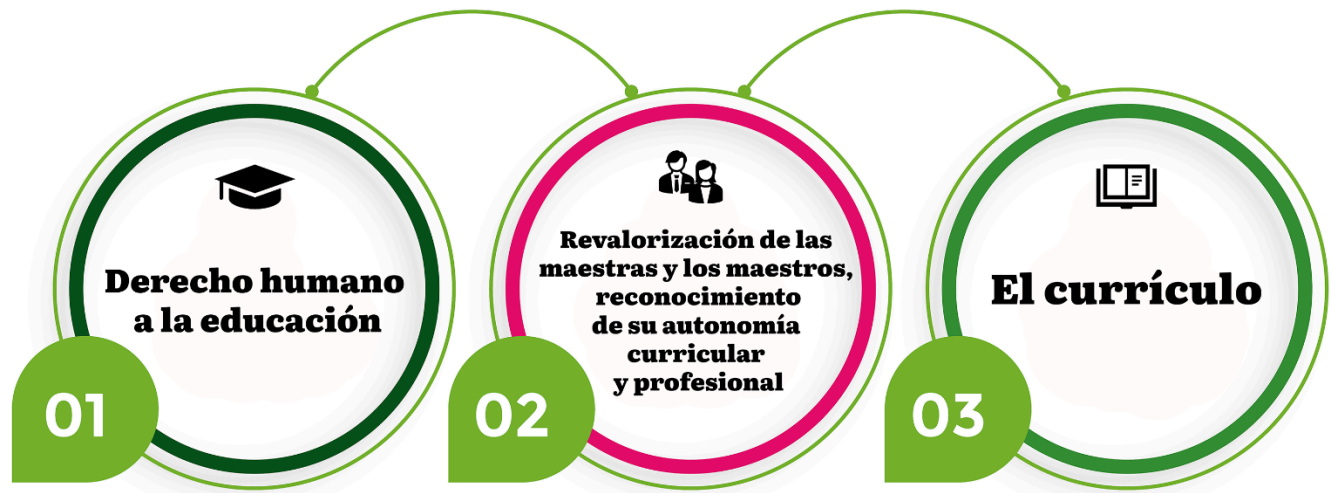 Derecho humano
a la educación
01
Revalorización de las
maestras y los maestros,
reconocimiento
de su autonomía
curricular
y profesional
02
El currículo
03